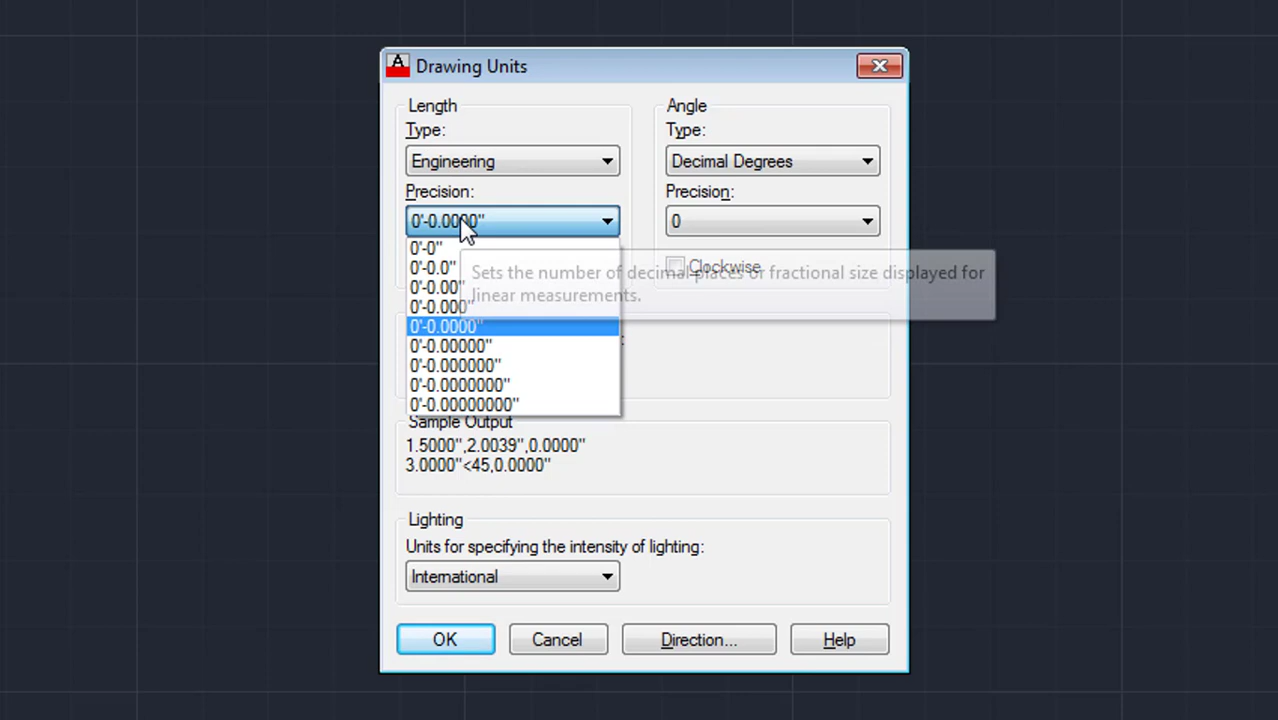 Drawing Units
Length
Type:
Engineering
Precision:
0'-0.0000"
0'-0"
0'-0.0"
0'-0.00"
0'-0.000"
0'-0.0000"
0'-0.00000"
0'-0.000000"
0'-0.0000000"
0'-0.00000000"
Angle
Type:
Decimal Degrees
Precision:
0
Clockwise
Sets the number of decimal places or fractional size displayed for
linear measurements.
Sample Output
1.5000",2.0039",0.0000"
3.0000"<45,0.0000"
Lighting
Units for specifying the intensity of lighting:
International
OK
Cancel
Direction...
Help